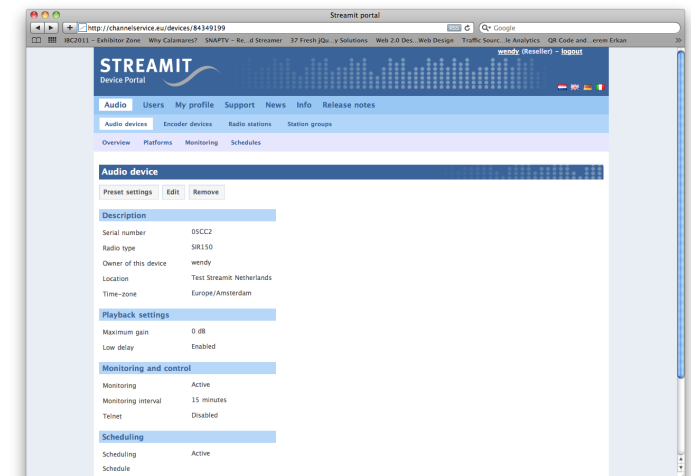 Streamit portal
http://channelservice.eu/devices/84349199
RSS
Google
IBC2011 – Exhibitor Zone Why Calamares? SNAPTV – Re...d Streamer 37 Fresh jQu...y Solutions Web 2.0 Des...Web Design Traffic Sourc...le Analytics QR Code and...erem Erkan
wendy (Reseller) – logout
STREAMIT
Device Portal
Audio Users My profile Support News Info Release notes
Audio devices Encoder devices Radio stations Station groups
Overview Platforms Monitoring Schedules
Audio device
Preset settings Edit Remove
Description
Serial number 05CC2
Radio type SIR150
Owner of this device wendy
Location Test Streamit Netherlands
Time-zone Europe/Amsterdam
Playback settings
Maximum gain 0 dB
Low delay Enabled
Monitoring and control
Monitoring Active
Monitoring interval 15 minutes
Telnet Disabled
Scheduling
Scheduling Active
Schedule